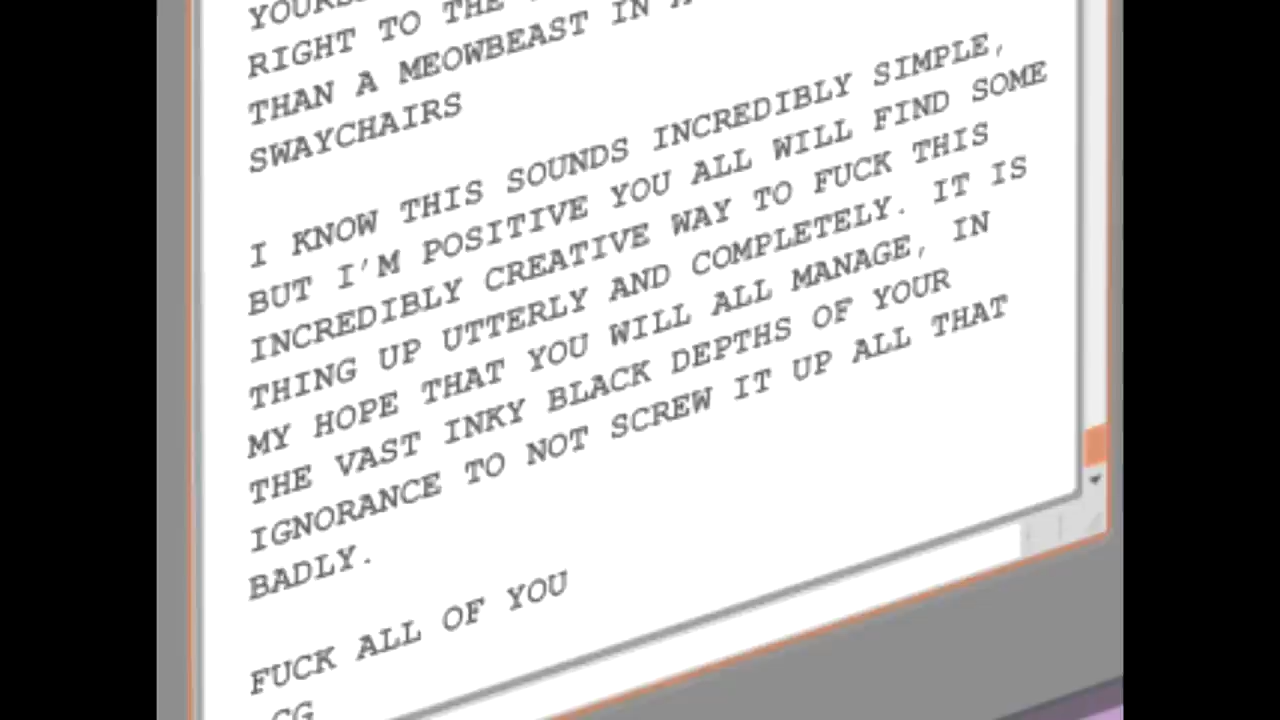 RIGHT TO THE
THAN A MEOWBEAST IN A
SWAYCHAIRS
I KNOW THIS SOUNDS INCREDIBLY SIMPLE,
BUT I'M POSITIVE YOU ALL WILL FIND SOME
INCREDIBLY CREATIVE WAY TO FUCK THIS
THING UP UTTERLY AND COMPLETELY. IT IS
MY HOPE THAT YOU WILL ALL MANAGE, IN
THE VAST INKY BLACK DEPTHS OF YOUR
IGNORANCE TO NOT SCREW IT UP ALL THAT
BADLY.
FUCK ALL OF YOU
CG